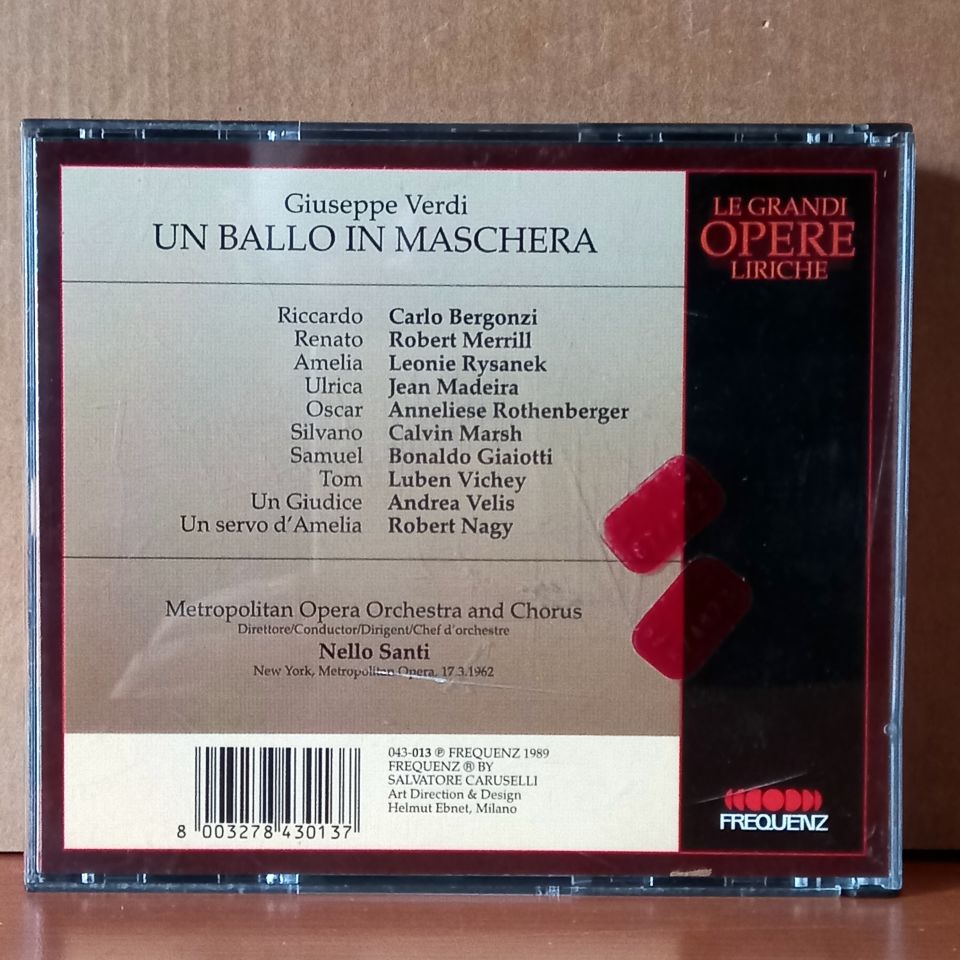 Giuseppe Verdi
UN BALLO IN MASCHERA
Riccardo Carlo Bergonzi
Renato Robert Merrill
Amelia Leonie Rysanek
Ulrica Jean Madeira
Oscar Anneliese Rothenberger
Silvano Calvin Marsh
Samuel Bonaldo Giaiotti
Tom Luben Vichey
Un Giudice Andrea Velis
Un servo d'Amelia Robert Nagy
Metropolitan Opera Orchestra and Chorus
Direttore/Conductor/Dirigent/Chef d'orchestre
Nello Santi
New York, Metropolitan Opera, 17.3.1962
043-013 ℗ FREQUENZ 1989
FREQUENZ ® BY
SALVATORE CARUSELLI
Art Direction & Design
Helmut Ebnet, Milano
8 003278 430137
LE GRANDI
OPERE
LIRICHE
FREQUENZ